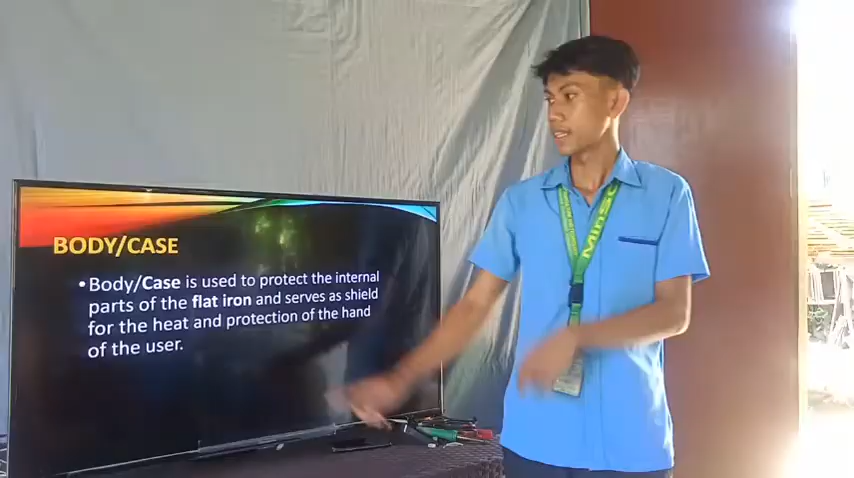 BODY/CASE
• Body/Case is used to protect the internal
parts of the flat iron and serves as shield
for the heat and protection of the hand
of the user.